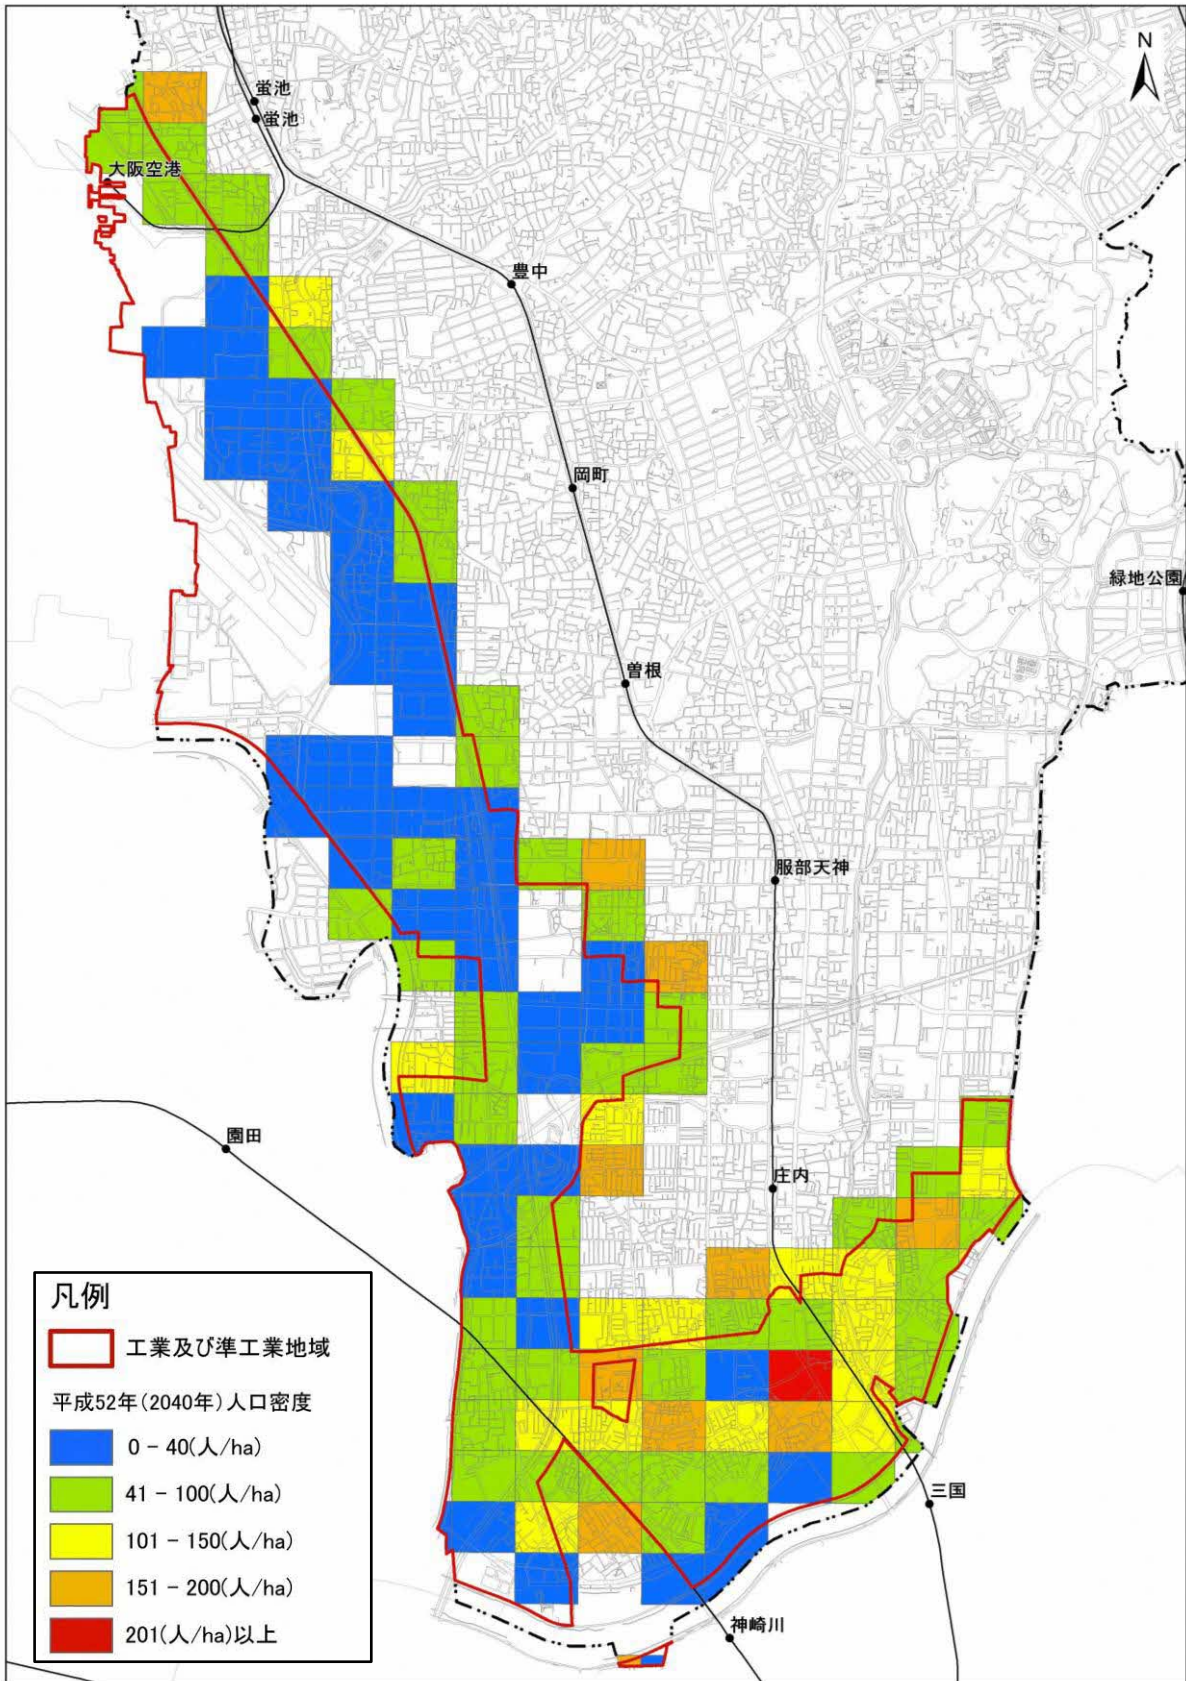 N
蛍池
蛍池
大阪空港
豊中
岡町
緑地公園
曽根
服部天神
園田
庄内
三国
神崎川
凡例
工業及び準工業地域
平成52年(2040年)人口密度
0 - 40(人/ha)
41 - 100(人/ha)
101 - 150(人/ha)
151 - 200(人/ha)
201(人/ha)以上